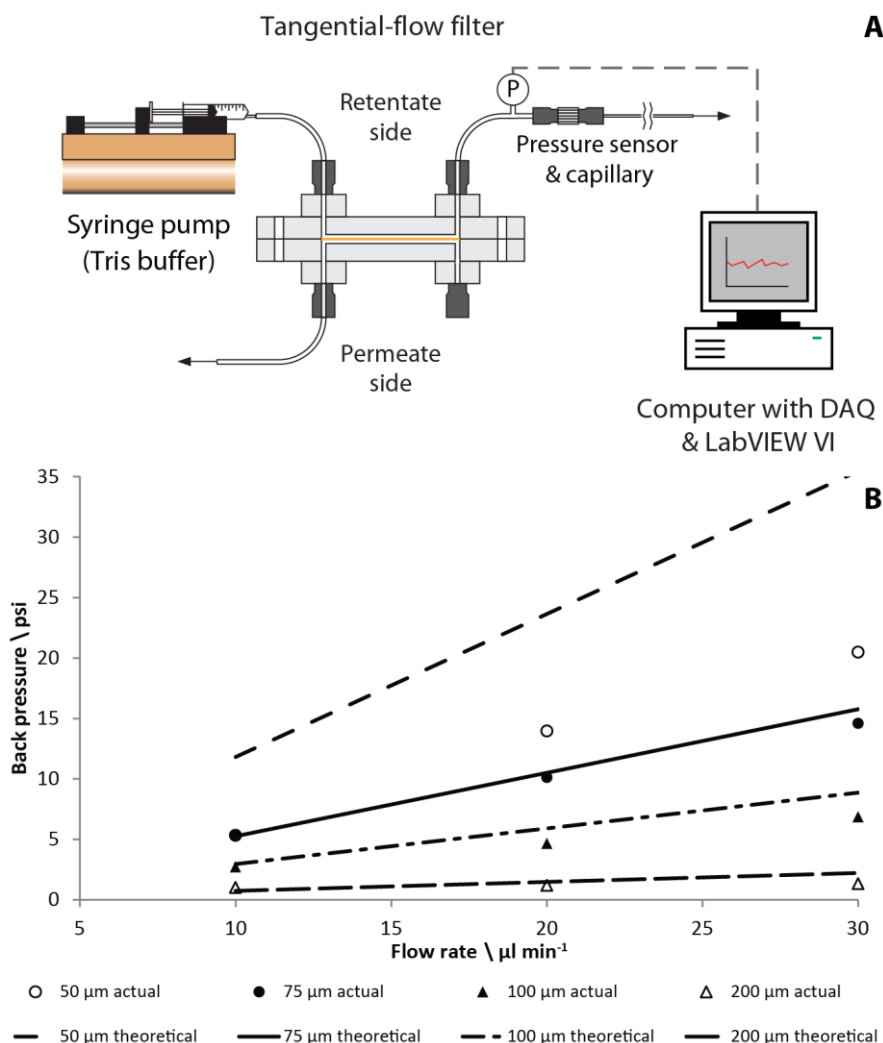 Tangential-flow filter
A
P
Retentate
side
Pressure sensor
& capillary
Syringe pump
(Tris buffer)
Permeate
side
Computer with DAQ
& LabVIEW VI
B
35
30
25
20
15
10
5
0
Back pressure \ psi
5
10
15
20
25
30
Flow rate \ µl min⁻¹
50 µm actual
75 µm actual
100 µm actual
200 µm actual
50 µm theoretical
75 µm theoretical
100 µm theoretical
200 µm theoretical